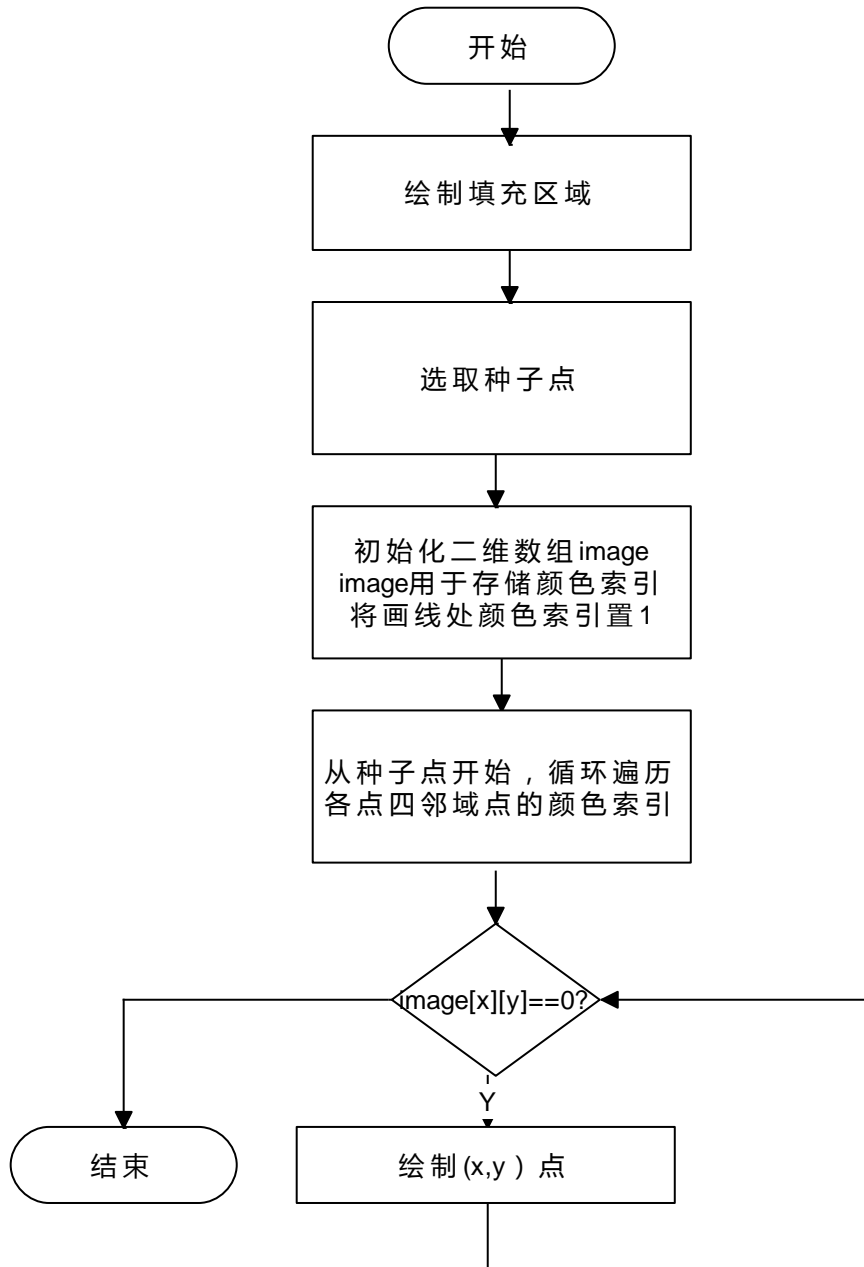 开始
绘制填充区域
选取种子点
初始化二维数组image
image用于存储颜色索引
将画线处颜色索引置1
从种子点开始，循环遍历
各点四邻域点的颜色索引
image[x][y]==0?
Y
结束
绘制(x,y）点